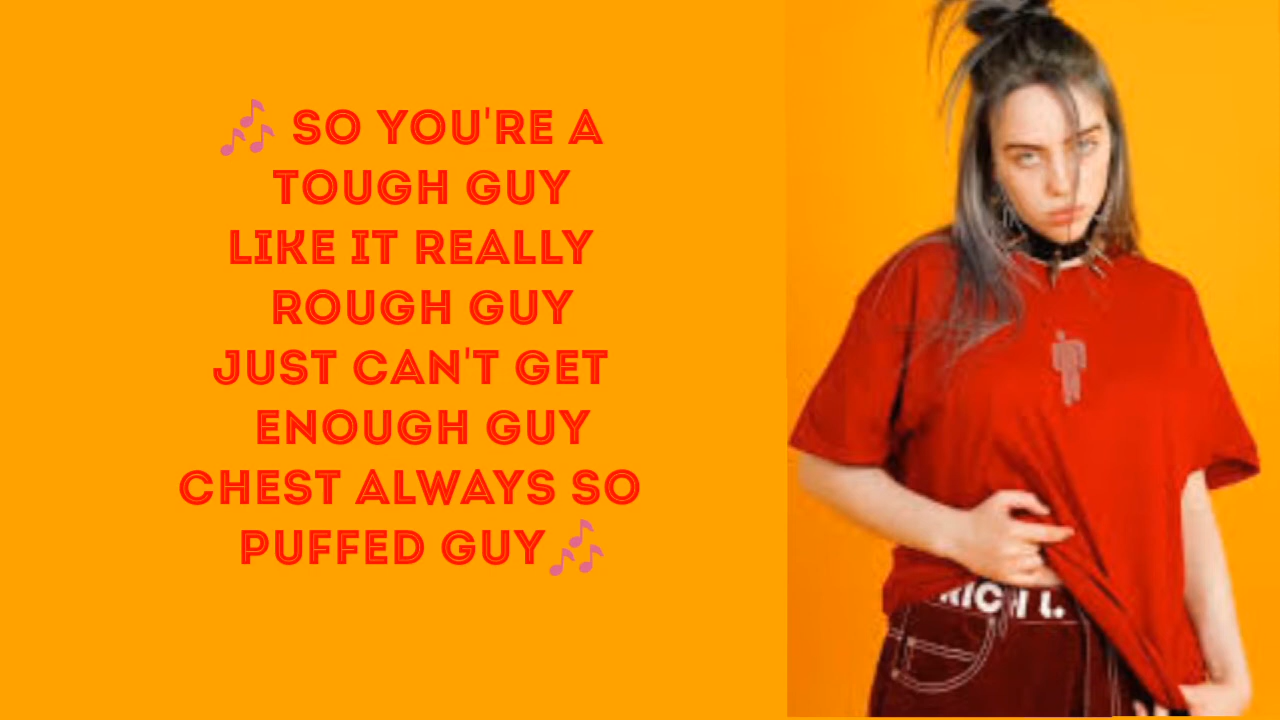 🎶 SO YOU'RE A
TOUGH GUY
LIKE IT REALLY
ROUGH GUY
JUST CAN'T GET
ENOUGH GUY
CHEST ALWAYS SO
PUFFED GUY🎶